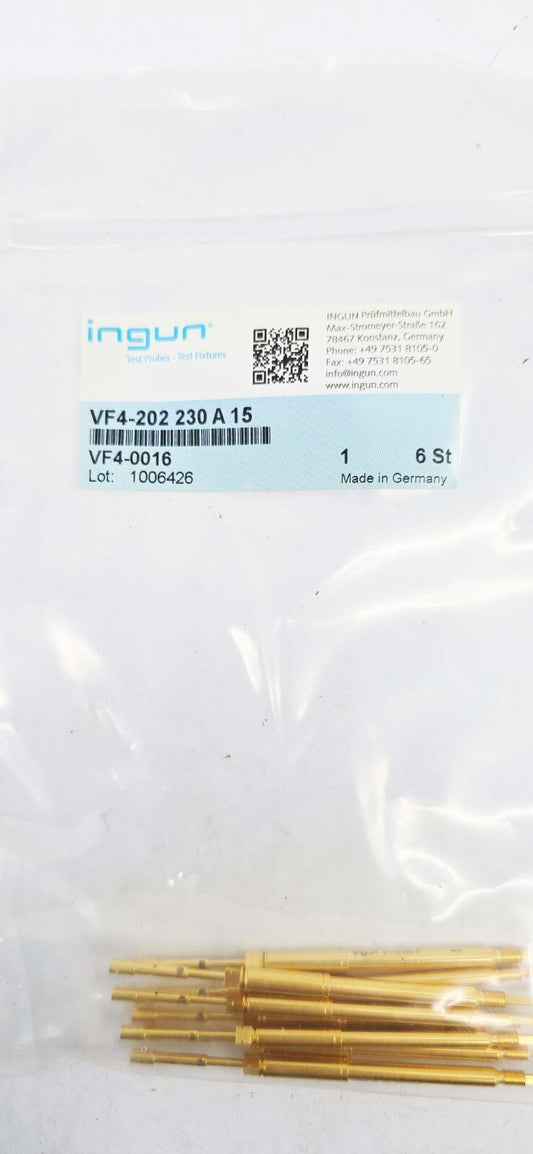 ingun®
Test Probes - Test Fixtures
INGUN Prüfmittelbau GmbH
Max-Stromeyer-Straße 162
78467 Konstanz, Germany
Phone: +49 7531 8105-0
Fax: +49 7531 8105-65
info@ingun.com
www.ingun.com
VF4-202 230 A 15
VF4-0016 1 6 St
Lot: 1006426 Made in Germany